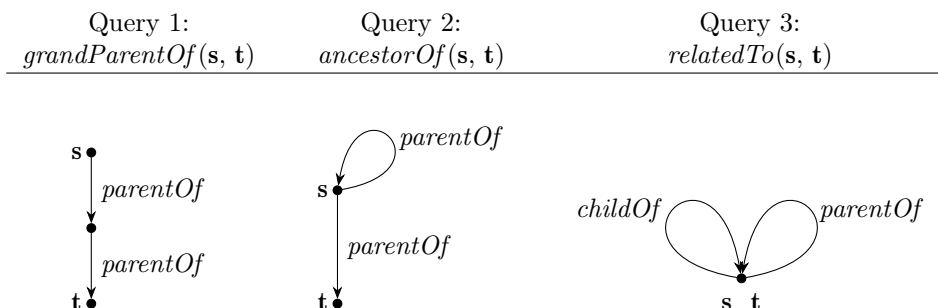 Query 1:
grandParentOf(s, t)
Query 2:
ancestorOf(s, t)
Query 3:
relatedTo(s, t)
s
parentOf
parentOf
t
parentOf
s
parentOf
t
childOf
parentOf
s t